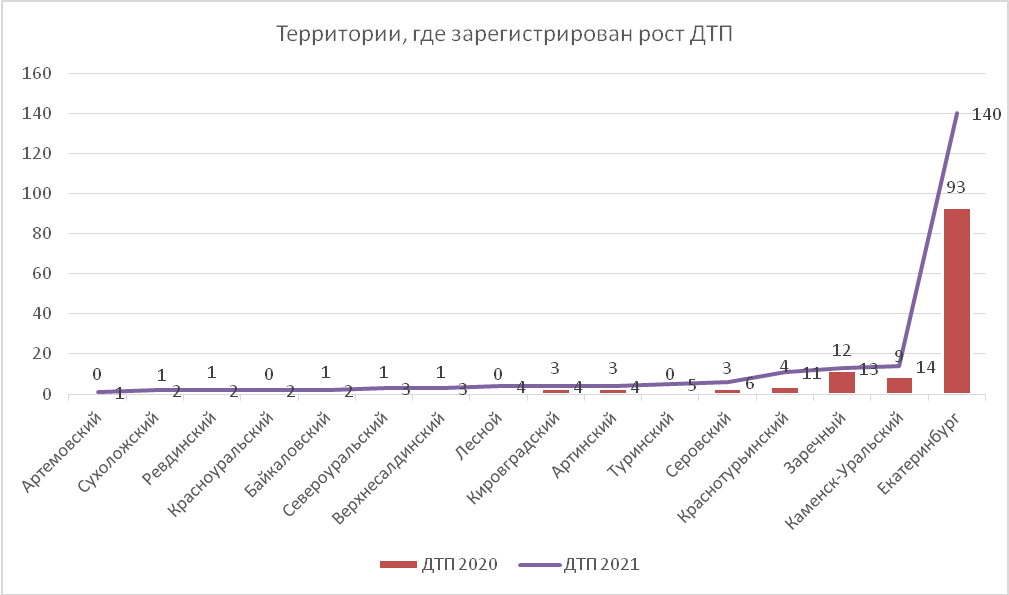 Территории, где зарегистрирован рост ДТП
160
140
120
100
80
60
40
20
0
0 1 1 0 1 1 1 0 3 3 0 3 4 12 9 93
1 2 2 2 2 3 3 4 4 4 5 6 11 13 14 140
Артемовский
Сухоложский
Ревдинский
Красноуральский
Байкаловский
Североуральский
Верхнесалдинский
Лесной
Кировградский
Артинский
Туринский
Серовский
Краснотурьинский
Заречный
Каменск-Уральский
Екатеринбург
ДТП 2020 ДТП 2021